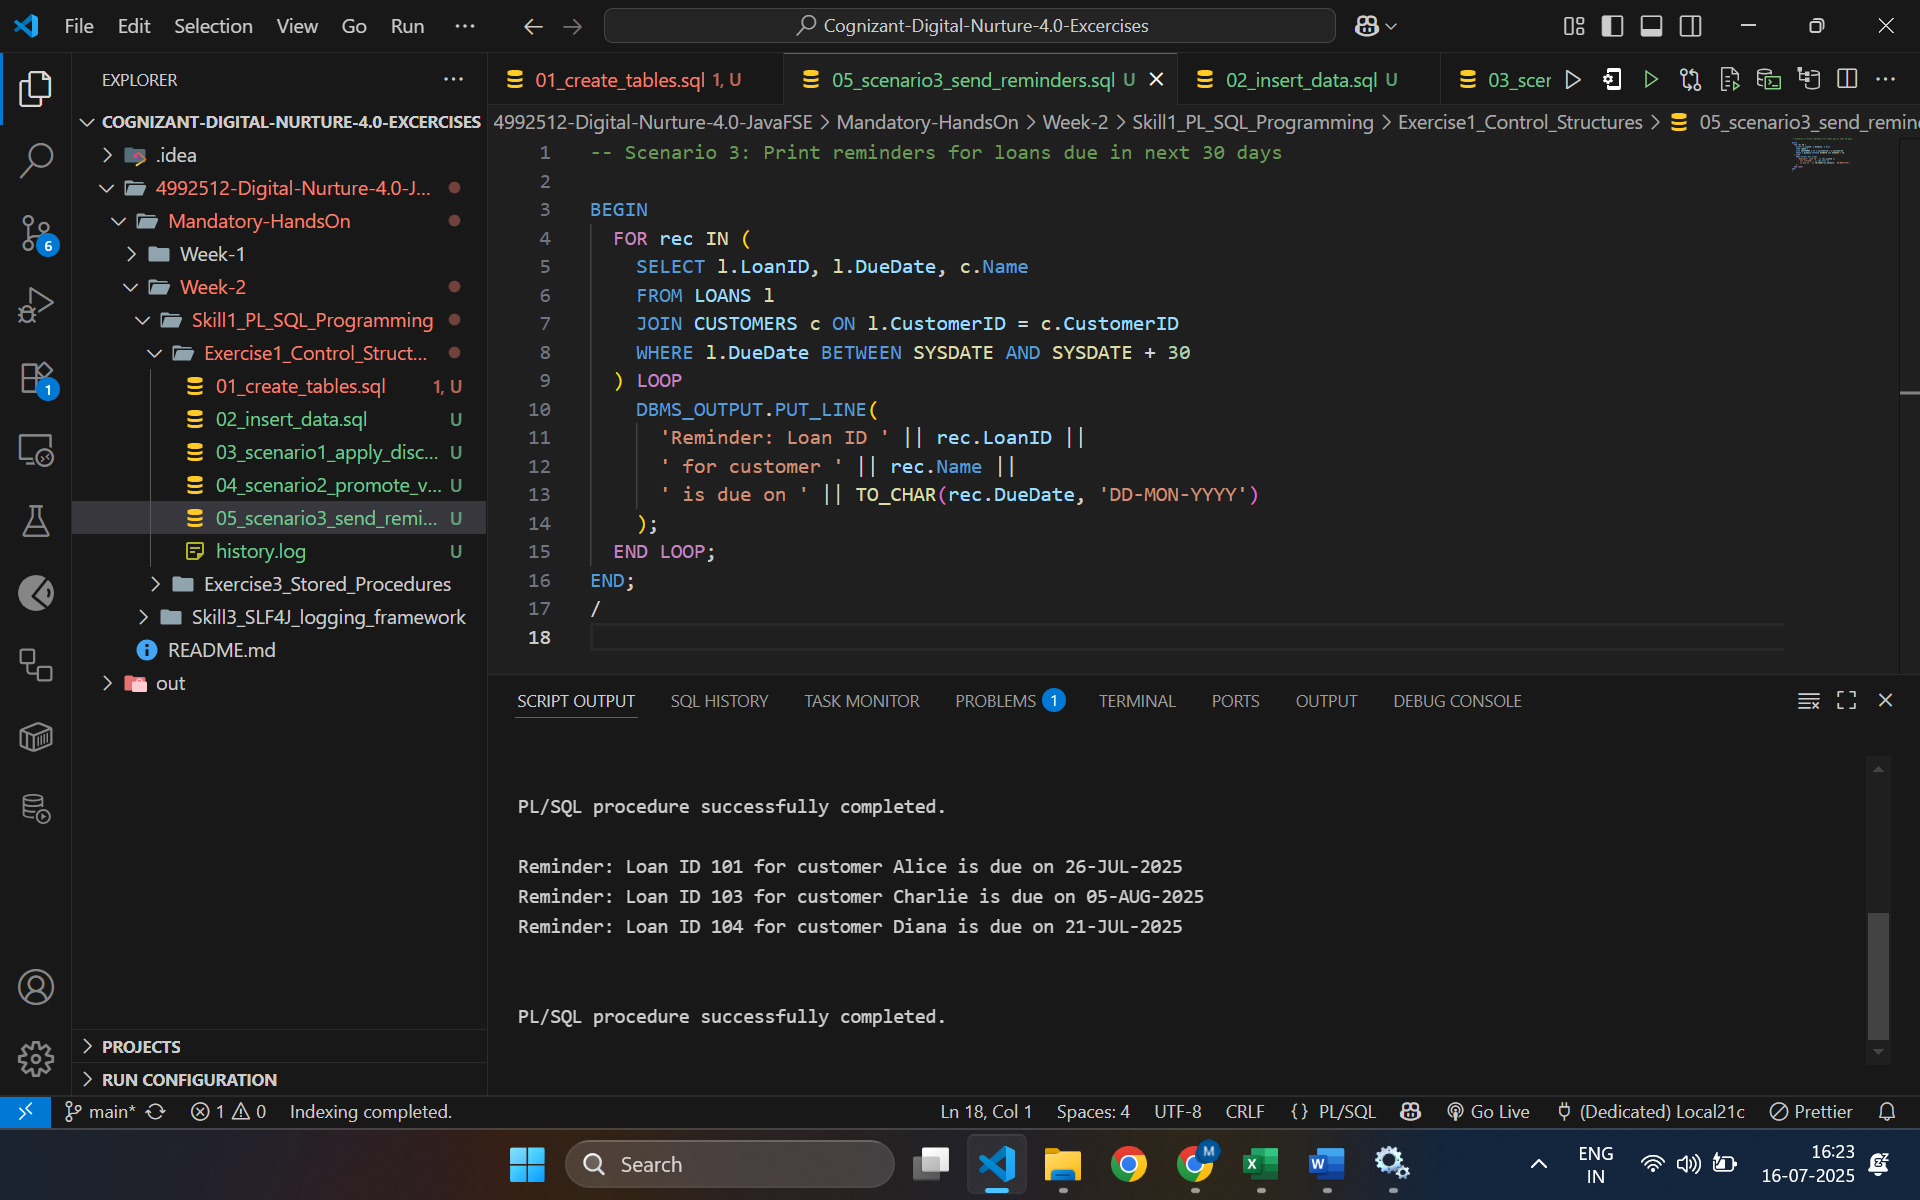 File Edit Selection View Go Run ···
Cognizant-Digital-Nurture-4.0-Excercises
EXPLORER
COGNIZANT-DIGITAL-NURTURE-4.0-EXCERCISES
.idea
4992512-Digital-Nurture-4.0-J...
Mandatory-HandsOn
Week-1
Week-2
Skill1_PL_SQL_Programming
Exercise1_Control_Struct...
01_create_tables.sql 1, U
02_insert_data.sql U
03_scenario1_apply_disc... U
04_scenario2_promote_v... U
05_scenario3_send_remi... U
history.log U
Exercise3_Stored_Procedures
Skill3_SLF4J_logging_framework
README.md
out
PROJECTS
RUN CONFIGURATION
6
1
01_create_tables.sql 1, U
05_scenario3_send_reminders.sql U
02_insert_data.sql U
03_scer
4992512-Digital-Nurture-4.0-JavaFSE > Mandatory-HandsOn > Week-2 > Skill1_PL_SQL_Programming > Exercise1_Control_Structures > 05_scenario3_send_remin
1 -- Scenario 3: Print reminders for loans due in next 30 days
2
3 BEGIN
4 FOR rec IN (
5 SELECT l.LoanID, l.DueDate, c.Name
6 FROM LOANS l
7 JOIN CUSTOMERS c ON l.CustomerID = c.CustomerID
8 WHERE l.DueDate BETWEEN SYSDATE AND SYSDATE + 30
9 ) LOOP
10 DBMS_OUTPUT.PUT_LINE(
11 'Reminder: Loan ID ' || rec.LoanID ||
12 ' for customer ' || rec.Name ||
13 ' is due on ' || TO_CHAR(rec.DueDate, 'DD-MON-YYYY')
14 );
15 END LOOP;
16 END;
17 /
18
SCRIPT OUTPUT SQL HISTORY TASK MONITOR PROBLEMS 1 TERMINAL PORTS OUTPUT DEBUG CONSOLE
PL/SQL procedure successfully completed.
Reminder: Loan ID 101 for customer Alice is due on 26-JUL-2025
Reminder: Loan ID 103 for customer Charlie is due on 05-AUG-2025
Reminder: Loan ID 104 for customer Diana is due on 21-JUL-2025
PL/SQL procedure successfully completed.
main* 1 0 Indexing completed. Ln 18, Col 1 Spaces: 4 UTF-8 CRLF {} PL/SQL Go Live (Dedicated) Local21c Prettier
Search
M
ENG
IN
16:23
16-07-2025